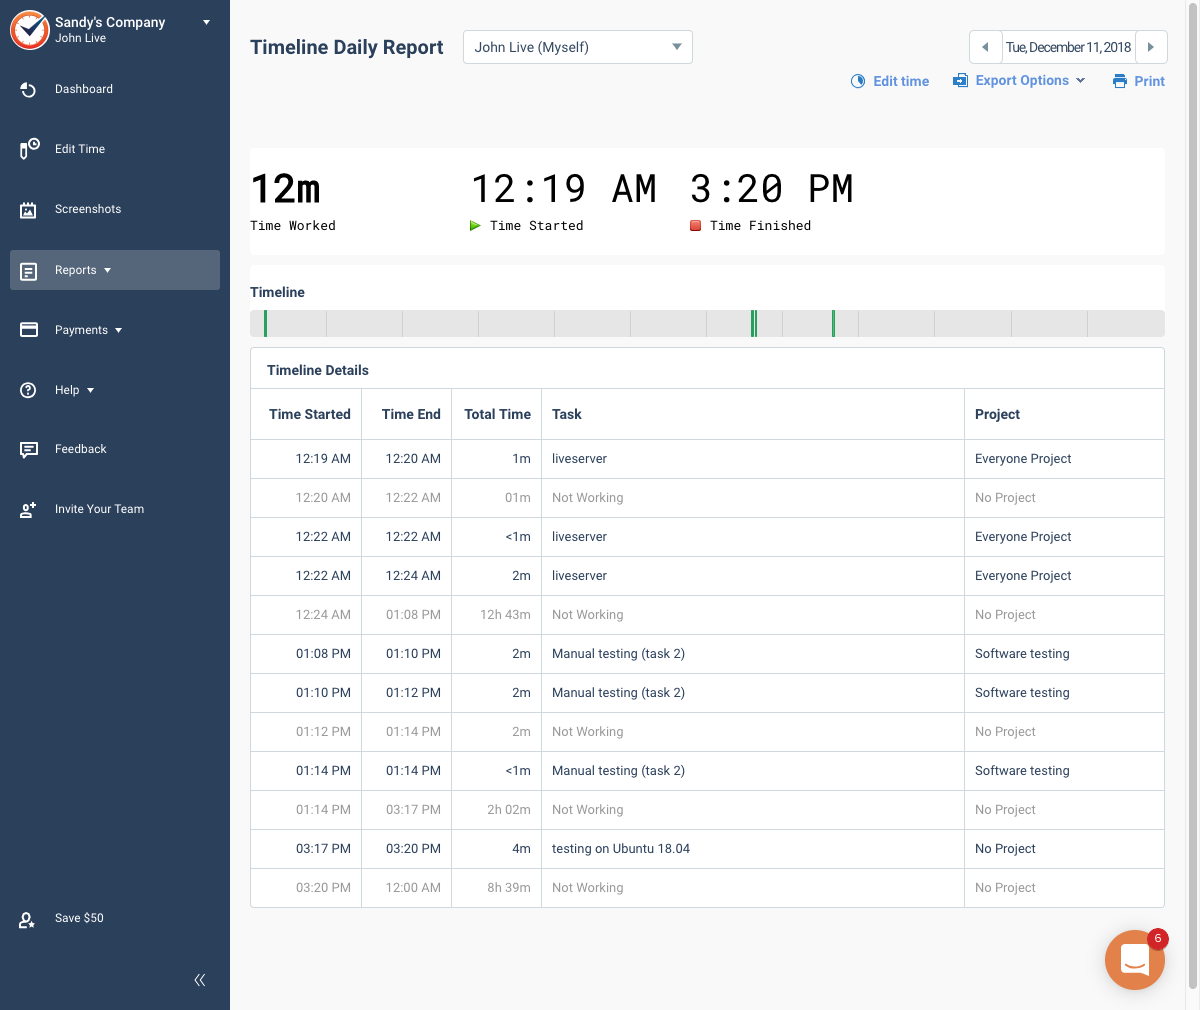 Sandy's Company
John Live
Dashboard
Edit Time
Screenshots
Reports
Payments
Help
Feedback
Invite Your Team
Save $50
Timeline Daily Report
John Live (Myself)
Tue, December 11, 2018
Edit time
Export Options
Print
12m
Time Worked
12:19 AM
Time Started
3:20 PM
Time Finished
Timeline
Timeline Details
Time Started Time End Total Time Task Project
12:19 AM 12:20 AM 1m liveserver Everyone Project
12:20 AM 12:22 AM 01m Not Working No Project
12:22 AM 12:22 AM <1m liveserver Everyone Project
12:22 AM 12:24 AM 2m liveserver Everyone Project
12:24 AM 01:08 PM 12h 43m Not Working No Project
01:08 PM 01:10 PM 2m Manual testing (task 2) Software testing
01:10 PM 01:12 PM 2m Manual testing (task 2) Software testing
01:12 PM 01:14 PM 2m Not Working No Project
01:14 PM 01:14 PM <1m Manual testing (task 2) Software testing
01:14 PM 03:17 PM 2h 02m Not Working No Project
03:17 PM 03:20 PM 4m testing on Ubuntu 18.04 No Project
03:20 PM 12:00 AM 8h 39m Not Working No Project
6